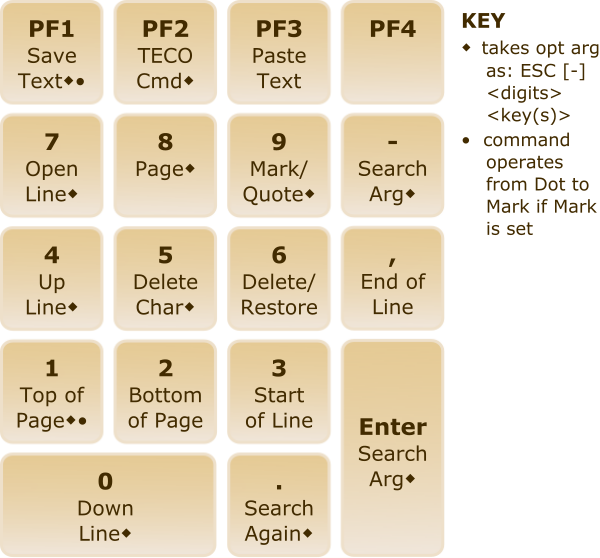 PF1
Save
Text◆●
PF2
TECO
Cmd◆
PF3
Paste
Text
PF4
7
Open
Line◆
8
Page◆
9
Mark/
Quote◆
-
Search
Arg◆
4
Up
Line◆
5
Delete
Char◆
6
Delete/
Restore
,
End of
Line
1
Top of
Page◆●
2
Bottom
of Page
3
Start
of Line
Enter
Search
Arg◆
0
Down
Line◆
.
Search
Again◆
KEY
◆ takes opt arg
as: ESC [-]
<digits>
<key(s)>
● command
operates
from Dot to
Mark if Mark
is set